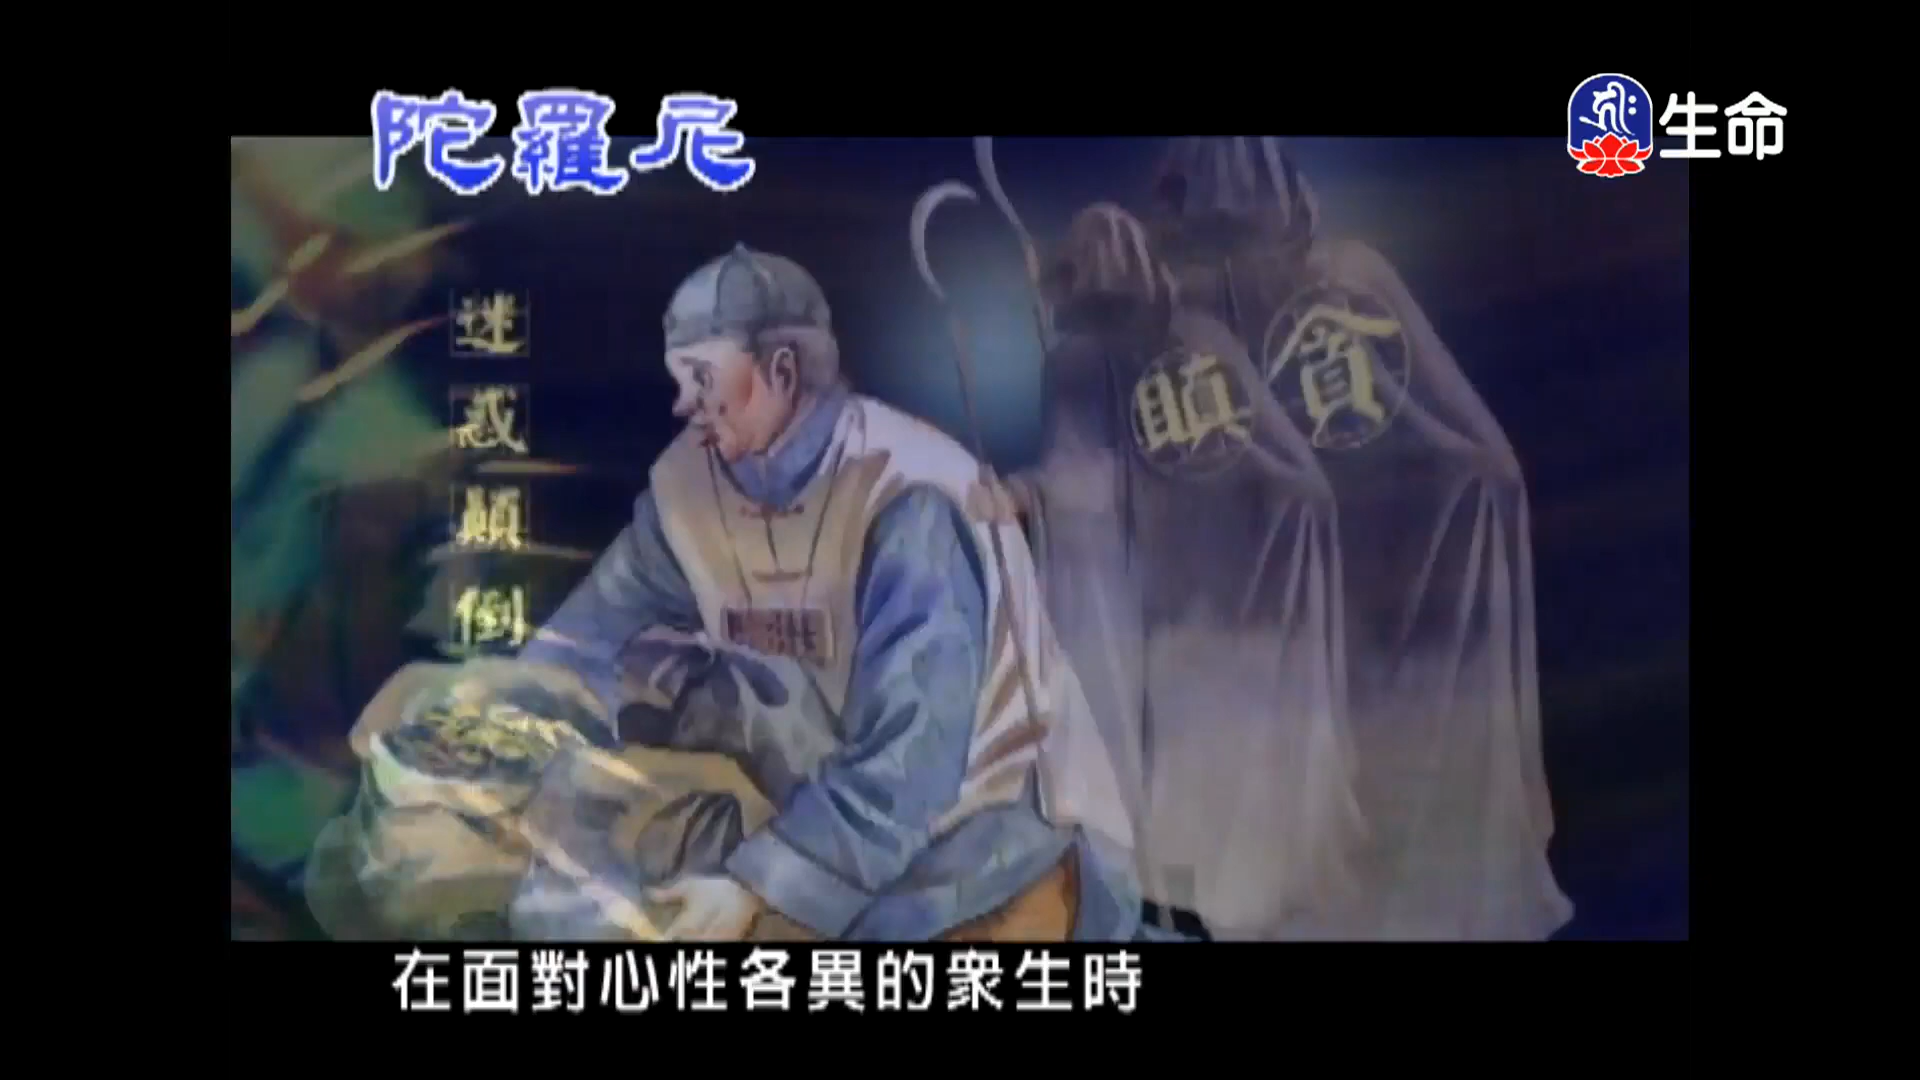 陀羅尼
生命
迷惑顛倒
瞋
貪
在面對心性各異的眾生時